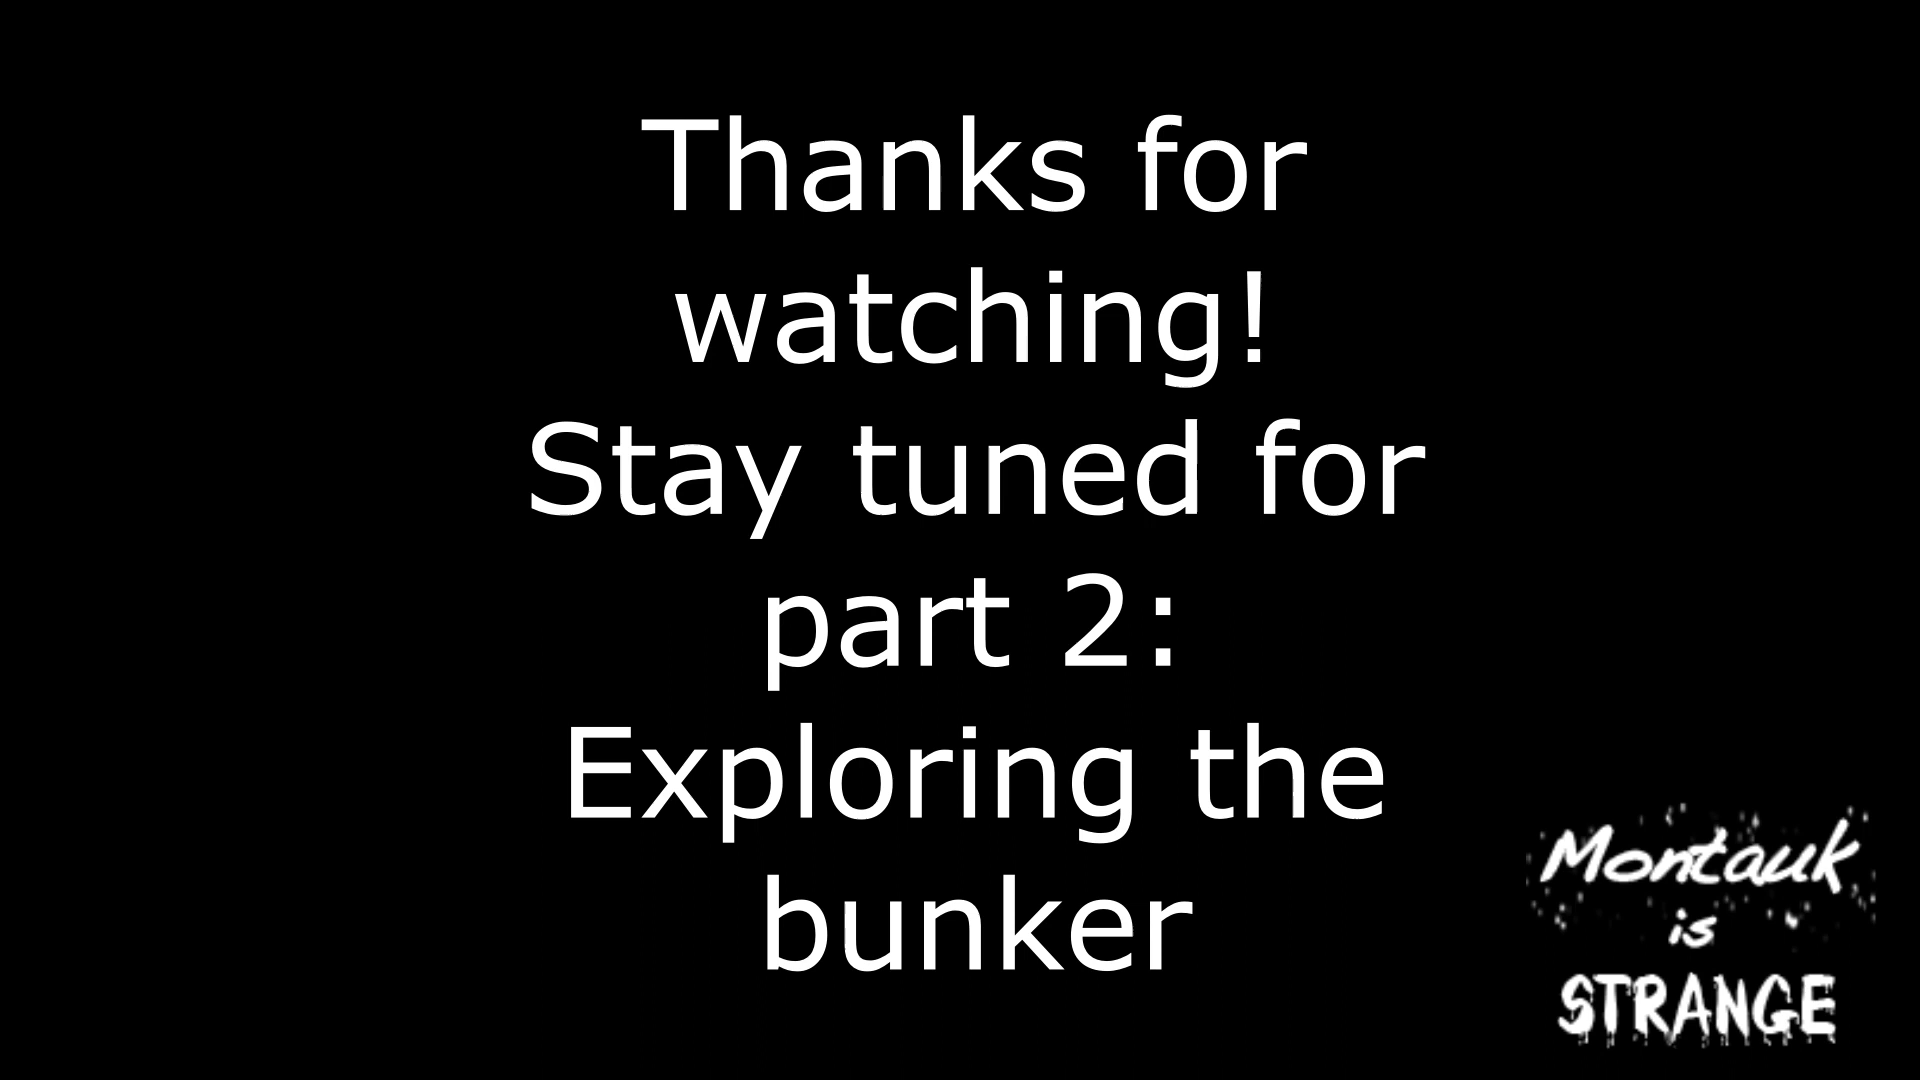 Thanks for
watching!
Stay tuned for
part 2:
Exploring the
bunker
Montauk
is
STRANGE